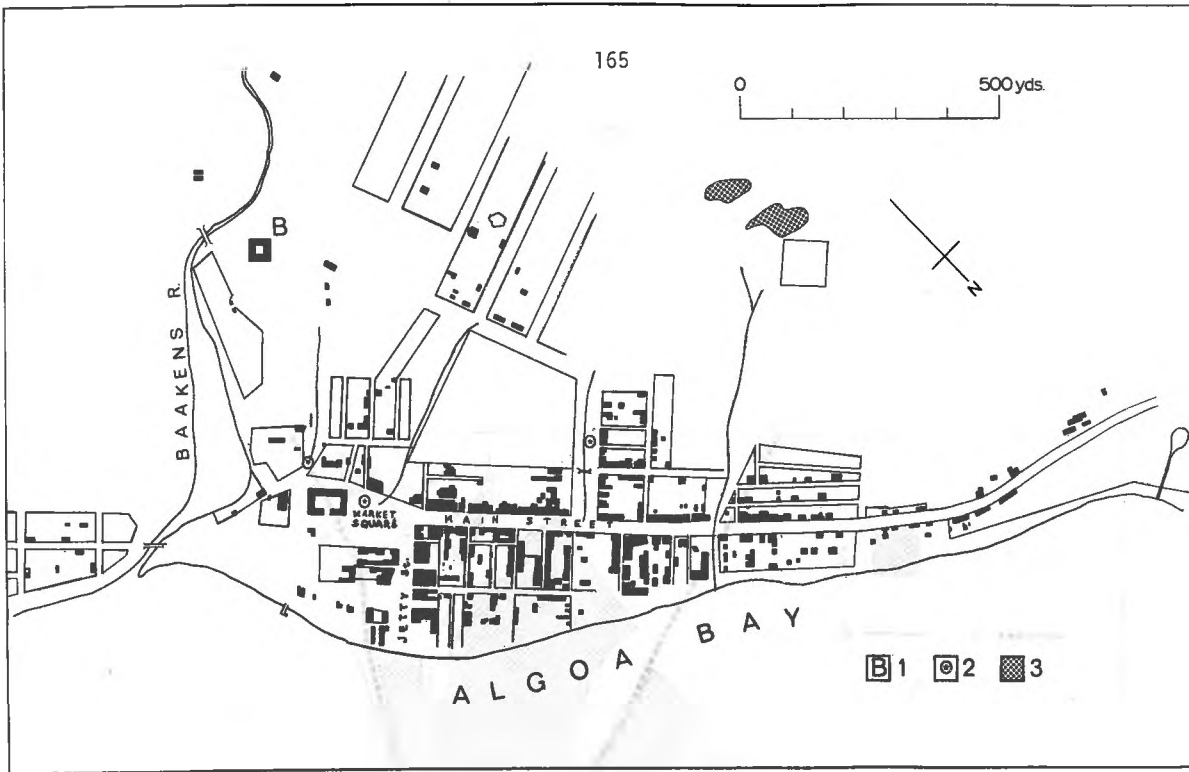 165
0 500 yds.
B
N
BAAKENS R.
MARKET
SQUARE
MAIN STREET
JETTY St.
ALGOA BAY
B 1 2 3